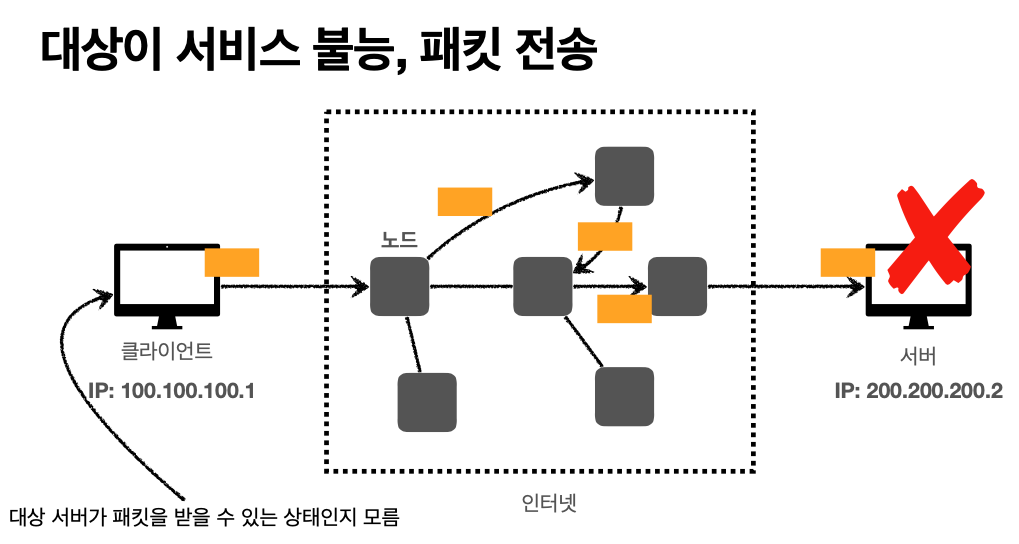 대상이 서비스 불능, 패킷 전송
노드
클라이언트
IP: 100.100.100.1
서버
IP: 200.200.200.2
인터넷
대상 서버가 패킷을 받을 수 있는 상태인지 모름